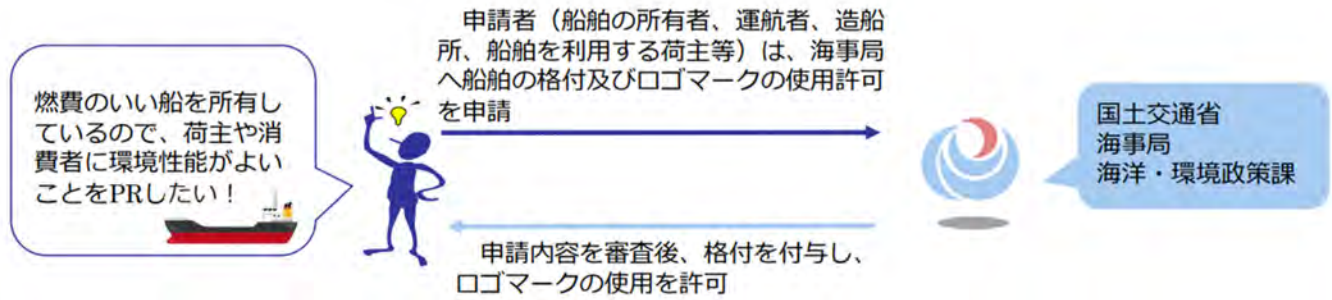 燃費のいい船を所有し
ているので、荷主や消
費者に環境性能がよい
ことをPRしたい！
申請者（船舶の所有者、運航者、造船
所、船舶を利用する荷主等）は、海事局
へ船舶の格付及びロゴマークの使用許可
を申請
国土交通省
海事局
海洋・環境政策課
申請内容を審査後、格付を付与し、
ロゴマークの使用を許可